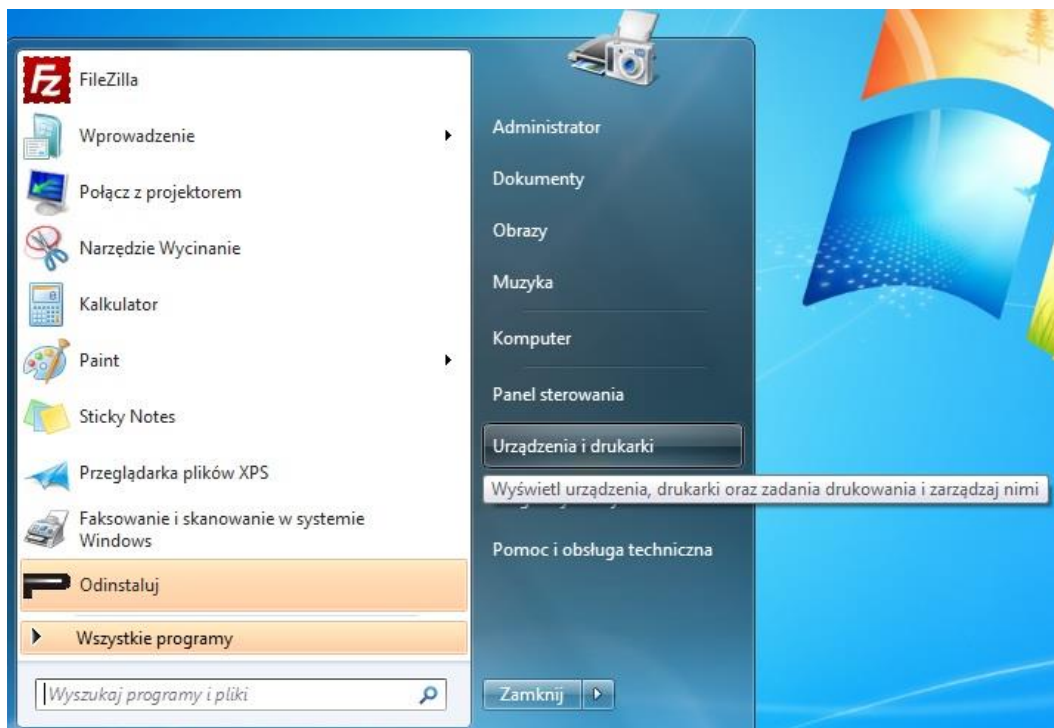 FileZilla
Wprowadzenie
Połącz z projektorem
Narzędzie Wycinanie
Kalkulator
Paint
Sticky Notes
Przeglądarka plików XPS
Faksowanie i skanowanie w systemie
Windows
Odinstaluj
Wszystkie programy
Wyszukaj programy i pliki
Administrator
Dokumenty
Obrazy
Muzyka
Komputer
Panel sterowania
Urządzenia i drukarki
Wyświetl urządzenia, drukarki oraz zadania drukowania i zarządzaj nimi
Pomoc i obsługa techniczna
Zamknij